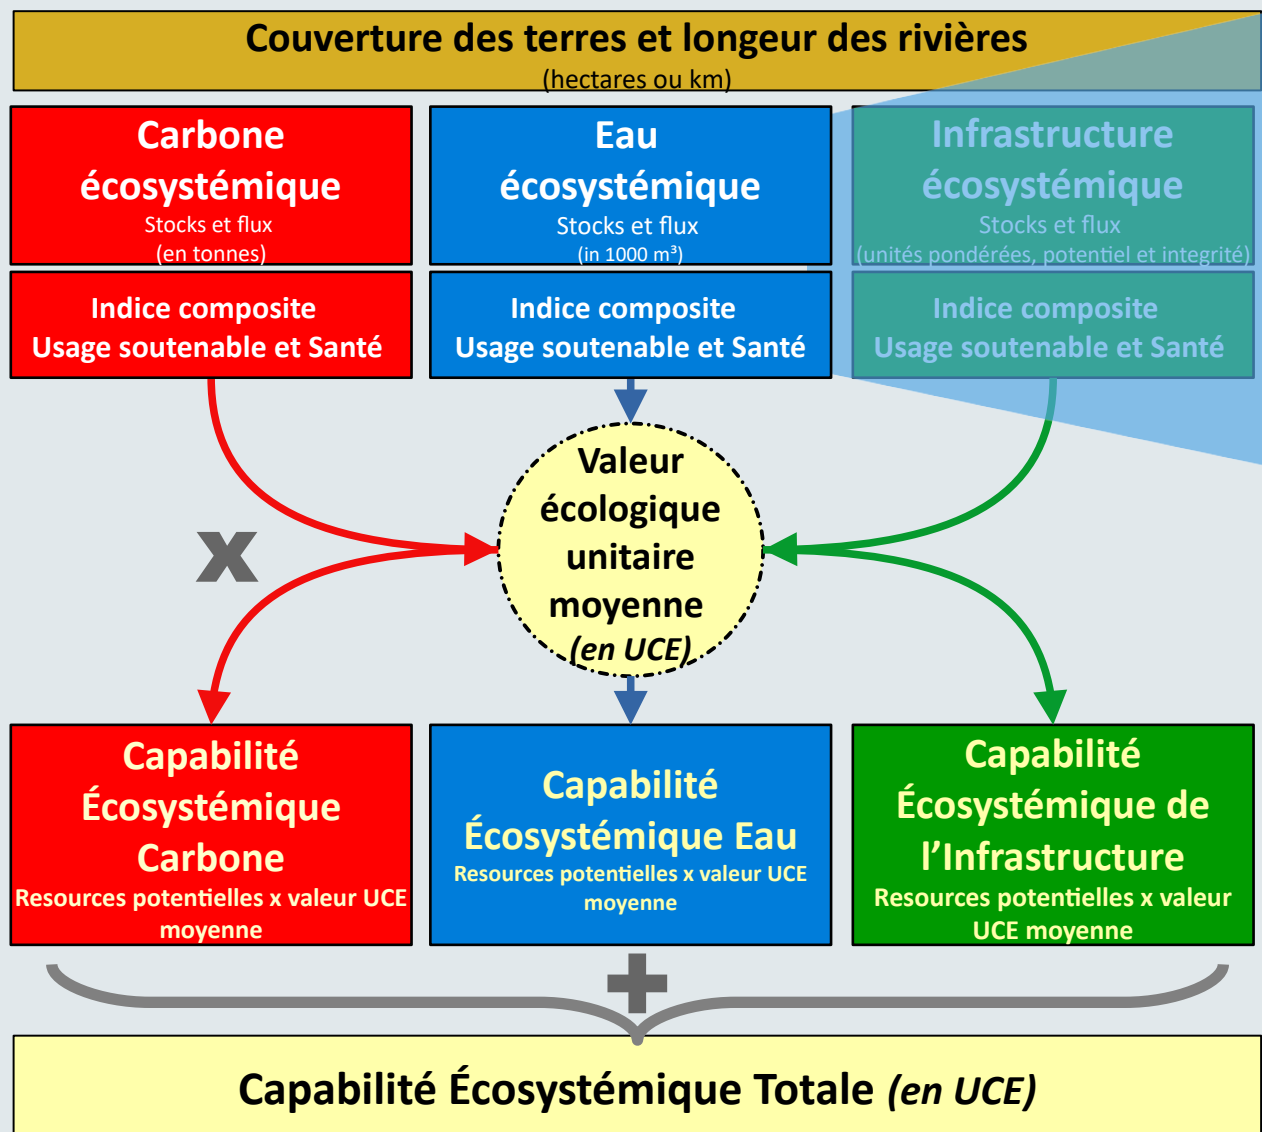 Couverture des terres et longeur des rivières
(hectares ou km)
Carbone
écosystémique
Stocks et flux
(en tonnes)
Indice composite
Usage soutenable et Santé
Eau
écosystémique
Stocks et flux
(in 1000 m³)
Indice composite
Usage soutenable et Santé
Infrastructure
écosystémique
Stocks et flux
(unités pondérées, potentiel et integrité)
Indice composite
Usage soutenable et Santé
Valeur
écologique
unitaire
moyenne
(en UCE)
X
Capabilité
Écosystémique
Carbone
Resources potentielles x valeur UCE
moyenne
Capabilité
Écosystémique Eau
Resources potentielles x valeur UCE
moyenne
Capabilité
Écosystémique de
l’Infrastructure
Resources potentielles x valeur
UCE moyenne
+
Capabilité Écosystémique Totale (en UCE)